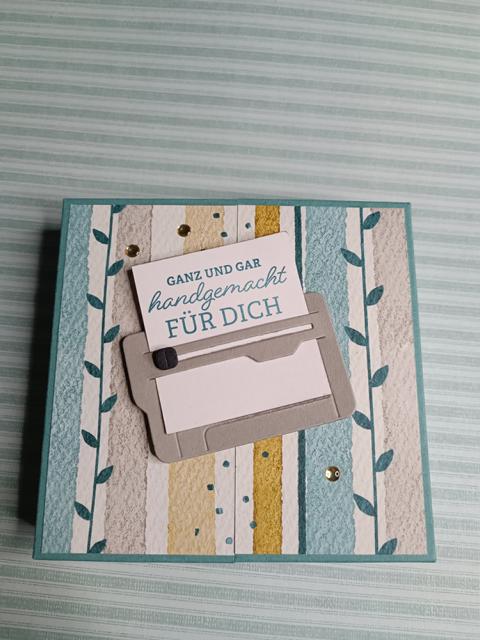 GANZ UND GAR
handgemacht
FÜR DICH